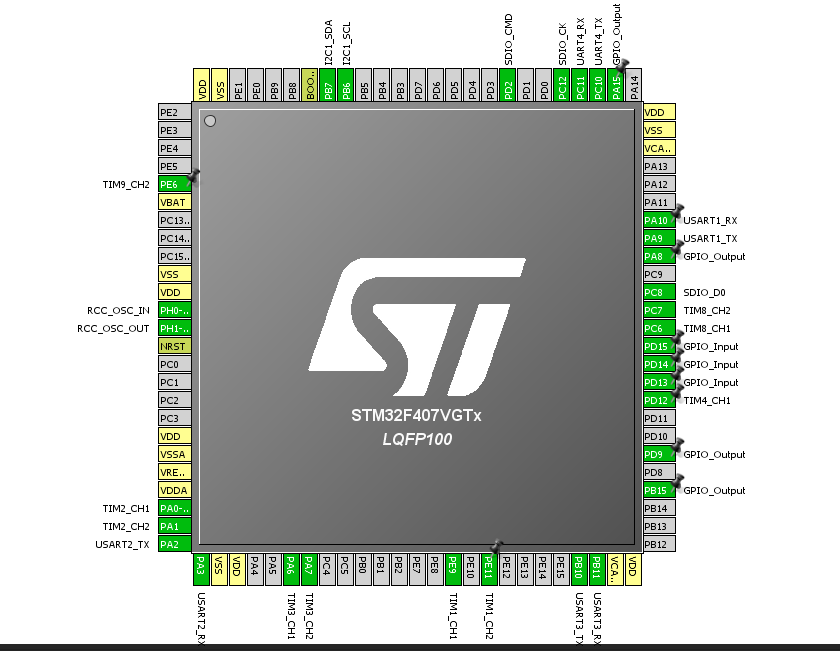 I2C1_SDA
I2C1_SCL
SDIO_CMD
SDIO_CK
UART4_RX
UART4_TX
GPIO_Output
VDD
VSS
PE1
PE0
PB9
PB8
BOO..
PB7
PB6
PB5
PB4
PB3
PD7
PD6
PD5
PD4
PD3
PD2
PD1
PD0
PC12
PC11
PC10
PA15
PA14
PE2
PE3
PE4
PE5
TIM9_CH2 PE6
VBAT
PC13..
PC14..
PC15..
VSS
VDD
RCC_OSC_IN PH0-..
RCC_OSC_OUT PH1-..
NRST
PC0
PC1
PC2
PC3
VDD
VSSA
VRE..
VDDA
TIM2_CH1 PA0-..
TIM2_CH2 PA1
USART2_TX PA2
STM32F407VGTx
LQFP100
VDD
VSS
VCA..
PA13
PA12
PA11
PA10 USART1_RX
PA9 USART1_TX
PA8 GPIO_Output
PC9
PC8 SDIO_D0
PC7 TIM8_CH2
PC6 TIM8_CH1
PD15 GPIO_Input
PD14 GPIO_Input
PD13 GPIO_Input
PD12 TIM4_CH1
PD11
PD10
PD9 GPIO_Output
PD8
PB15 GPIO_Output
PB14
PB13
PB12
PA3
VSS
VDD
PA4
PA5
PA6
PA7
PC4
PC5
PB0
PB1
PB2
PE7
PE8
PE9
PE10
PE11
PE12
PE13
PE14
PE15
PB10
PB11
VCA..
VDD
USART2_RX
TIM3_CH1
TIM3_CH2
TIM1_CH1
TIM1_CH2
USART3_TX
USART3_RX